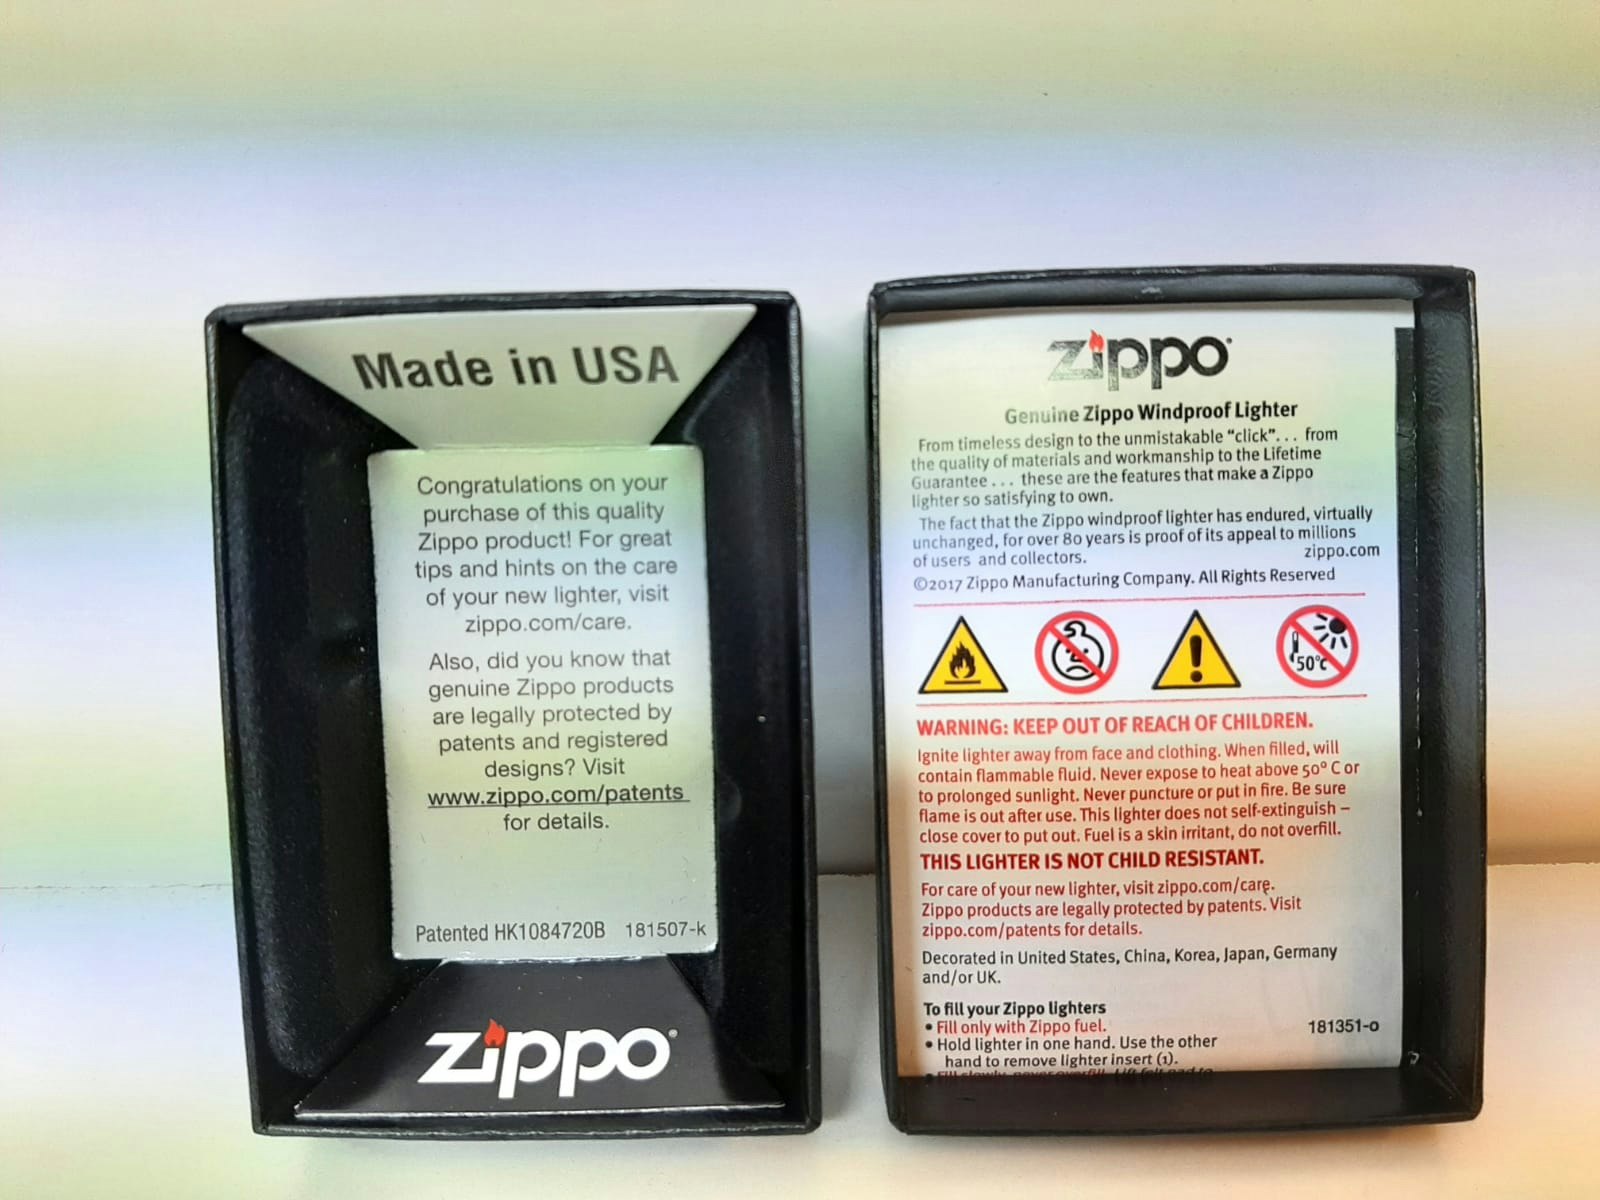 Made in USA
Congratulations on your
purchase of this quality
Zippo product! For great
tips and hints on the care
of your new lighter, visit
zippo.com/care.
Also, did you know that
genuine Zippo products
are legally protected by
patents and registered
designs? Visit
www.zippo.com/patents
for details.
Patented HK1084720B 181507-k
zippo®
zippo®
Genuine Zippo Windproof Lighter
From timeless design to the unmistakable “click”... from
the quality of materials and workmanship to the Lifetime
Guarantee... these are the features that make a Zippo
lighter so satisfying to own.
The fact that the Zippo windproof lighter has endured, virtually
unchanged, for over 80 years is proof of its appeal to millions
of users and collectors. zippo.com
©2017 Zippo Manufacturing Company. All Rights Reserved
50°C
WARNING: KEEP OUT OF REACH OF CHILDREN.
Ignite lighter away from face and clothing. When filled, will
contain flammable fluid. Never expose to heat above 50° C or
to prolonged sunlight. Never puncture or put in fire. Be sure
flame is out after use. This lighter does not self-extinguish –
close cover to put out. Fuel is a skin irritant, do not overfill.
THIS LIGHTER IS NOT CHILD RESISTANT.
For care of your new lighter, visit zippo.com/care.
Zippo products are legally protected by patents. Visit
zippo.com/patents for details.
Decorated in United States, China, Korea, Japan, Germany
and/or UK.
To fill your Zippo lighters
• Fill only with Zippo fuel. 181351-o
• Hold lighter in one hand. Use the other
hand to remove lighter insert (1).
• Fill slowly, never overfill. Lift felt pad to